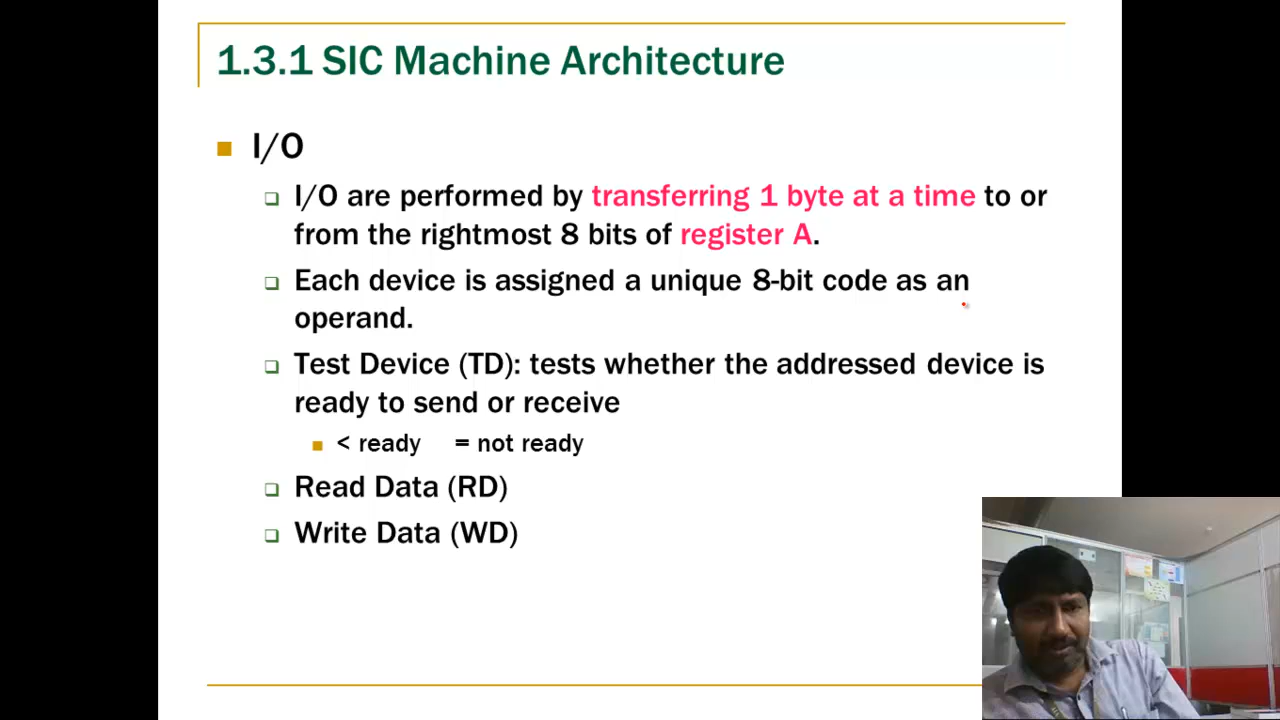 1.3.1 SIC Machine Architecture
I/O
I/O are performed by transferring 1 byte at a time to or
from the rightmost 8 bits of register A.
Each device is assigned a unique 8-bit code as an
operand.
Test Device (TD): tests whether the addressed device is
ready to send or receive
< ready = not ready
Read Data (RD)
Write Data (WD)